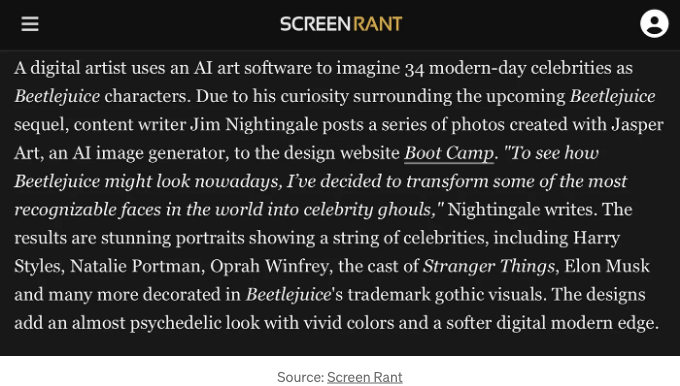 SCREENRANT
A digital artist uses an AI art software to imagine 34 modern-day celebrities as
Beetlejuice characters. Due to his curiosity surrounding the upcoming Beetlejuice
sequel, content writer Jim Nightingale posts a series of photos created with Jasper
Art, an AI image generator, to the design website Boot Camp. "To see how
Beetlejuice might look nowadays, I've decided to transform some of the most
recognizable faces in the world into celebrity ghouls," Nightingale writes. The
results are stunning portraits showing a string of celebrities, including Harry
Styles, Natalie Portman, Oprah Winfrey, the cast of Stranger Things, Elon Musk
and many more decorated in Beetlejuice's trademark gothic visuals. The designs
add an almost psychedelic look with vivid colors and a softer digital modern edge.
Source: Screen Rant